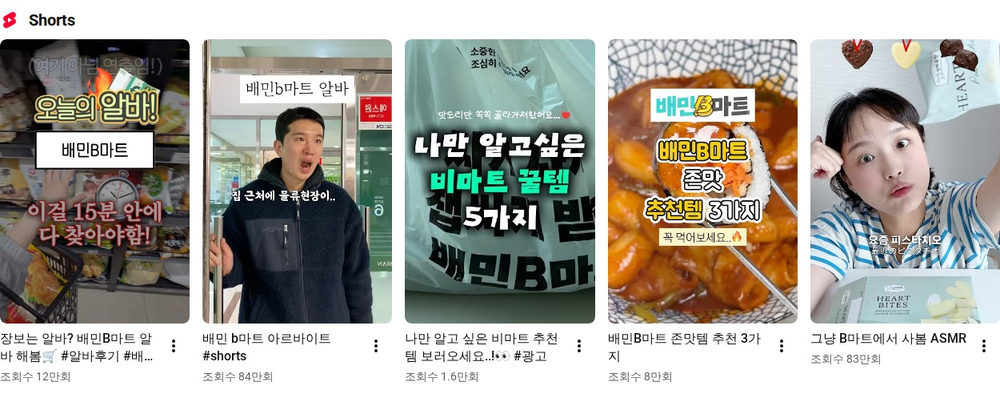 Shorts
(여기 아님 연출임!)
오늘의 알바!
배민B마트
이걸 15분 안에
다 찾아야함!
장보는 알바? 배민B마트 알
바 해봄🛒 #알바후기 #배...
조회수 12만회
배민b마트 알바
집 근처에 물류현장이..
배민 b마트 아르바이트
#shorts
조회수 84만회
소중한
조심히
맛도리만 쏙쏙 골라가져왔어요...❤️
나만 알고싶은
비마트 꿀템
5가지
배민B마
나만 알고 싶은 비마트 추천
템 보러오세요..!👀 #광고
조회수 1.6만회
배민B마트
배민B마트
존맛
추천템 3가지
꼭 먹어보세요..🔥
배민B마트 존맛템 추천 3가
지
조회수 8만회
HEART
요즘 피스타치오
HEART
BITES
그냥 B마트에서 사봄 ASMR
조회수 83만회